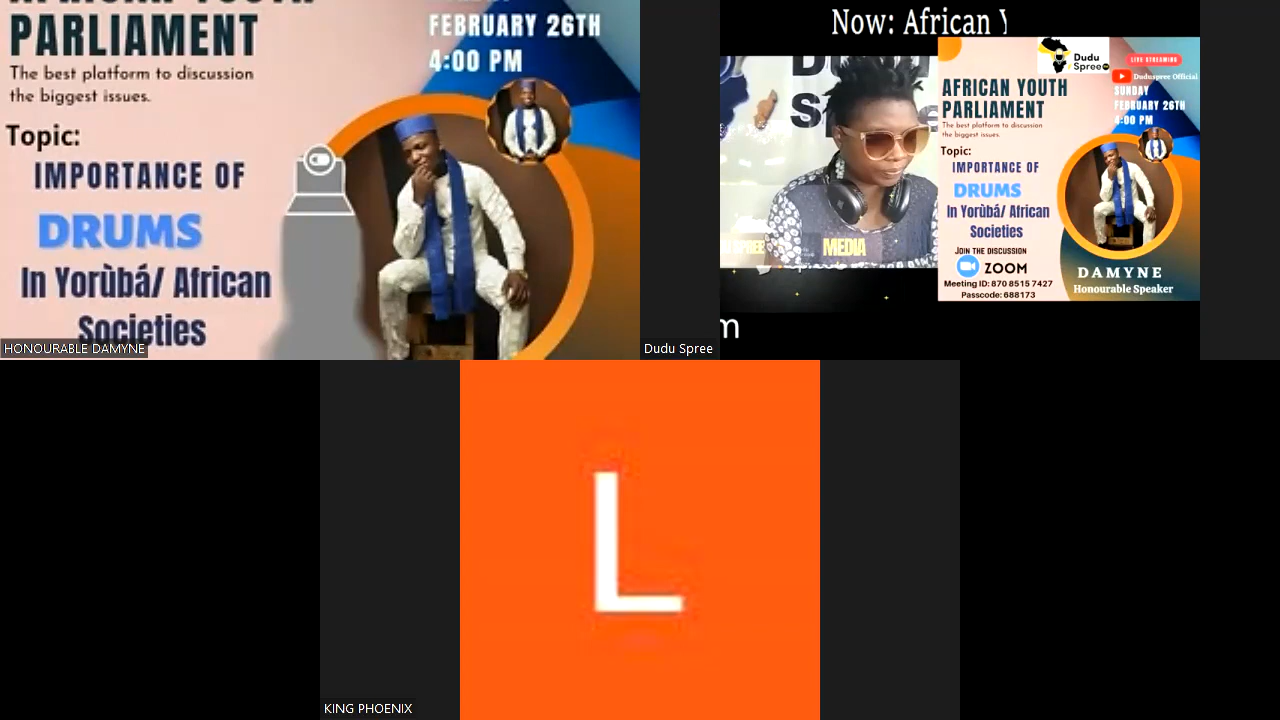 PARLIAMENT
The best platform to discussion
the biggest issues.
Topic:
IMPORTANCE OF
DRUMS
In Yorùbá/ African
Societies
FEBRUARY 26TH
4:00 PM
HONOURABLE DAMYNE
Now: African
Dudu
Spree
LIVE STREAMING
Duduspree Official
AFRICAN YOUTH
PARLIAMENT
The best platform to discussion
the biggest issues.
SUNDAY
FEBRUARY 26TH
4:00 PM
Topic:
IMPORTANCE OF
DRUMS
In Yorùbá/ African
Societies
JOIN THE DISCUSSION
ZOOM
Meeting ID: 870 8515 7427
Passcode: 688173
DAMYNE
Honourable Speaker
MEDIA
m
Dudu Spree
L
KING PHOENIX